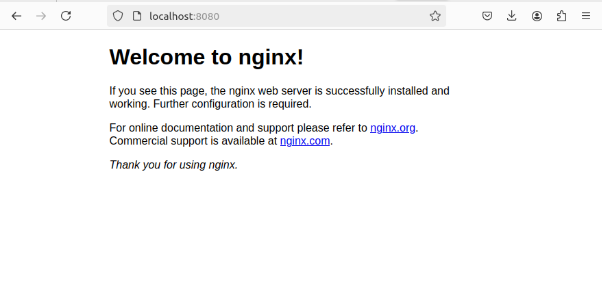 localhost:8080
Welcome to nginx!
If you see this page, the nginx web server is successfully installed and
working. Further configuration is required.
For online documentation and support please refer to nginx.org.
Commercial support is available at nginx.com.
Thank you for using nginx.